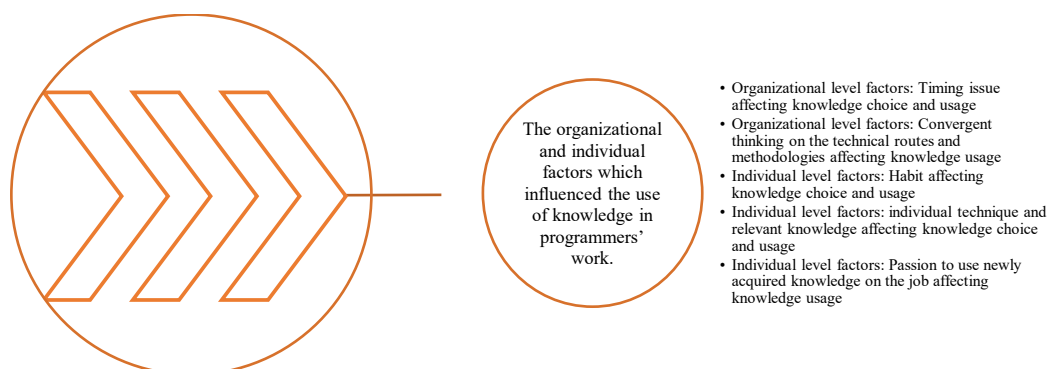 The organizational
and individual
factors which
influenced the use
of knowledge in
programmers’
work.
• Organizational level factors: Timing issue
affecting knowledge choice and usage
• Organizational level factors: Convergent
thinking on the technical routes and
methodologies affecting knowledge usage
• Individual level factors: Habit affecting
knowledge choice and usage
• Individual level factors: individual technique and
relevant knowledge affecting knowledge choice
and usage
• Individual level factors: Passion to use newly
acquired knowledge on the job affecting
knowledge usage